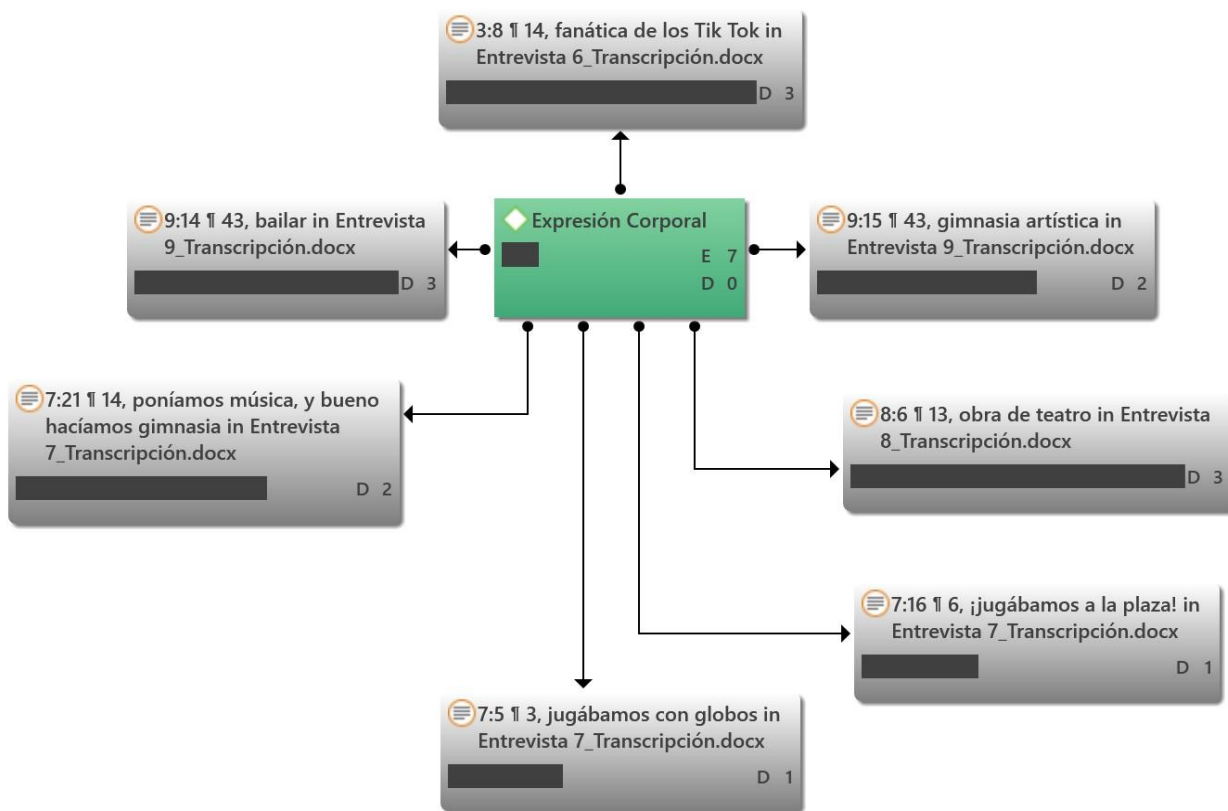 3:8 ¶ 14, fanática de los Tik Tok in
Entrevista 6_Transcripción.docx
D 3
9:14 ¶ 43, bailar in Entrevista
9_Transcripción.docx
D 3
Expresión Corporal
E 7
D 0
9:15 ¶ 43, gimnasia artística in
Entrevista 9_Transcripción.docx
D 2
7:21 ¶ 14, poníamos música, y bueno
hacíamos gimnasia in Entrevista
7_Transcripción.docx
D 2
8:6 ¶ 13, obra de teatro in Entrevista
8_Transcripción.docx
D 3
7:16 ¶ 6, ¡jugábamos a la plaza! in
Entrevista 7_Transcripción.docx
D 1
7:5 ¶ 3, jugábamos con globos in
Entrevista 7_Transcripción.docx
D 1